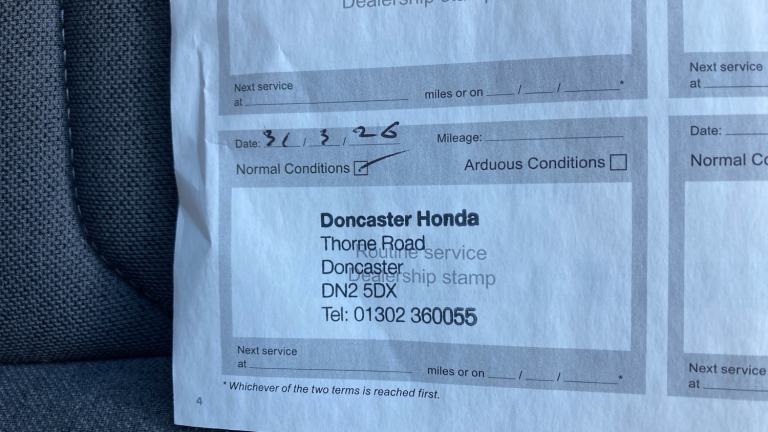 Dealership
Next service
at miles or on / / *
Next service
at
Date: 31 / 3 / 26 Mileage:
Normal Conditions Arduous Conditions
Doncaster Honda
Thorne Road
Routine service
Doncaster
Dealership stamp
DN2 5DX
Tel: 01302 360055
Next service
at miles or on / / *
* Whichever of the two terms is reached first.
4
Date:
Normal
Next service
at